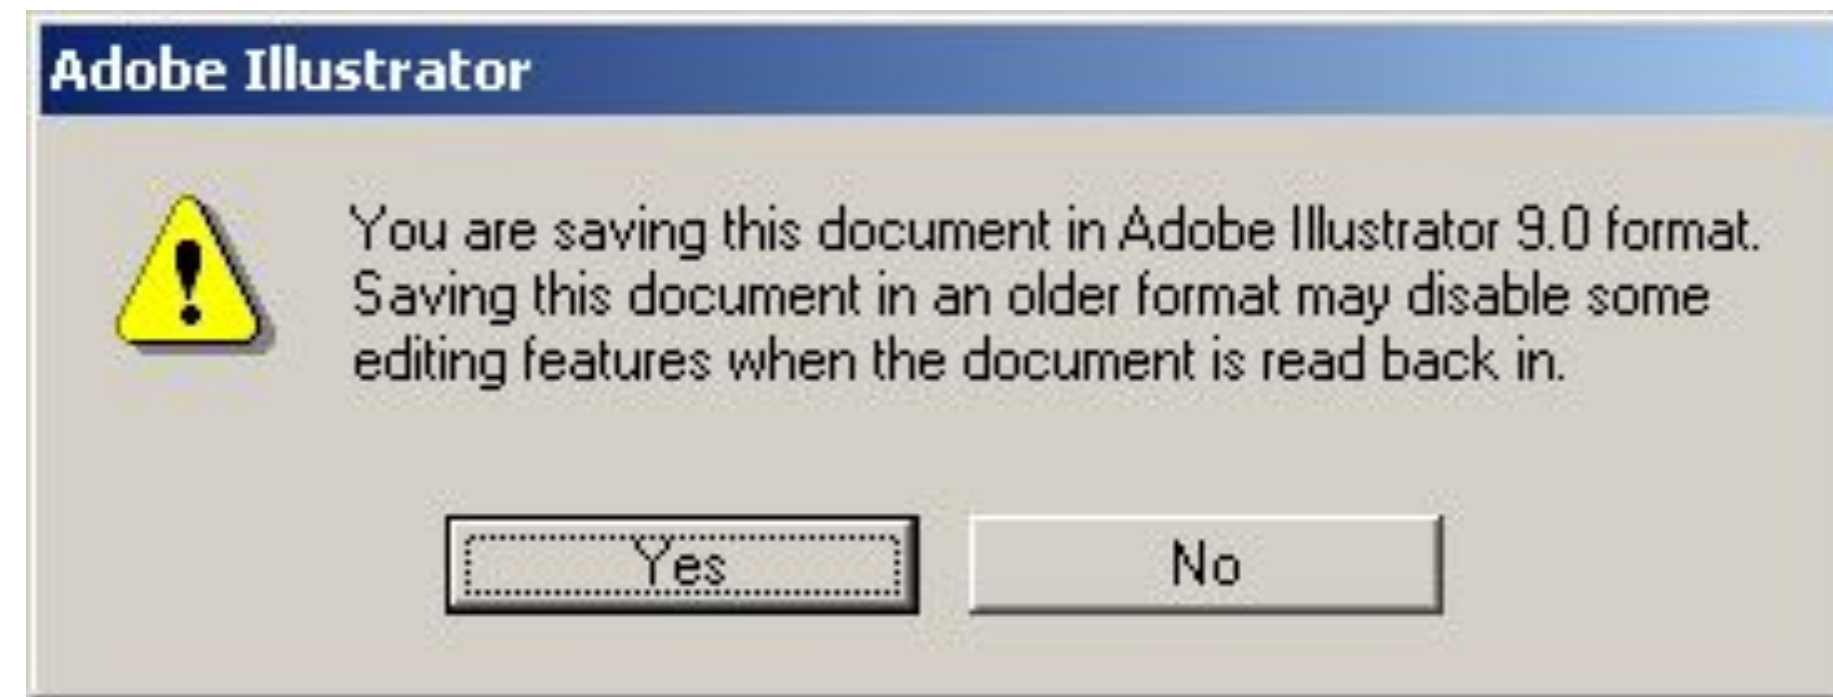 Adobe Illustrator
You are saving this document in Adobe Illustrator 9.0 format.
Saving this document in an older format may disable some
editing features when the document is read back in.
Yes
No